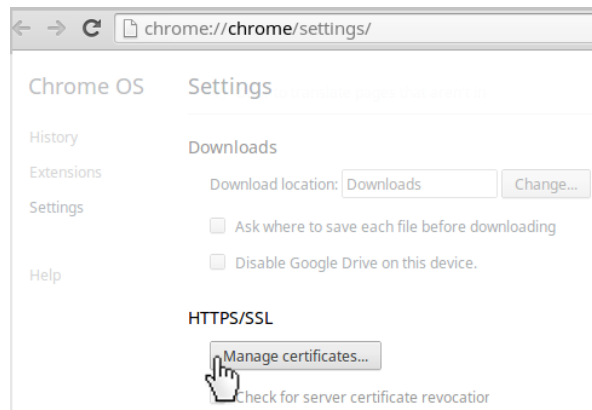 chrome://chrome/settings/
Chrome OS
Settings
History
Extensions
Settings
Help
Downloads
Download location: Downloads Change...
Ask where to save each file before downloading
Disable Google Drive on this device.
HTTPS/SSL
Manage certificates...
Check for server certificate